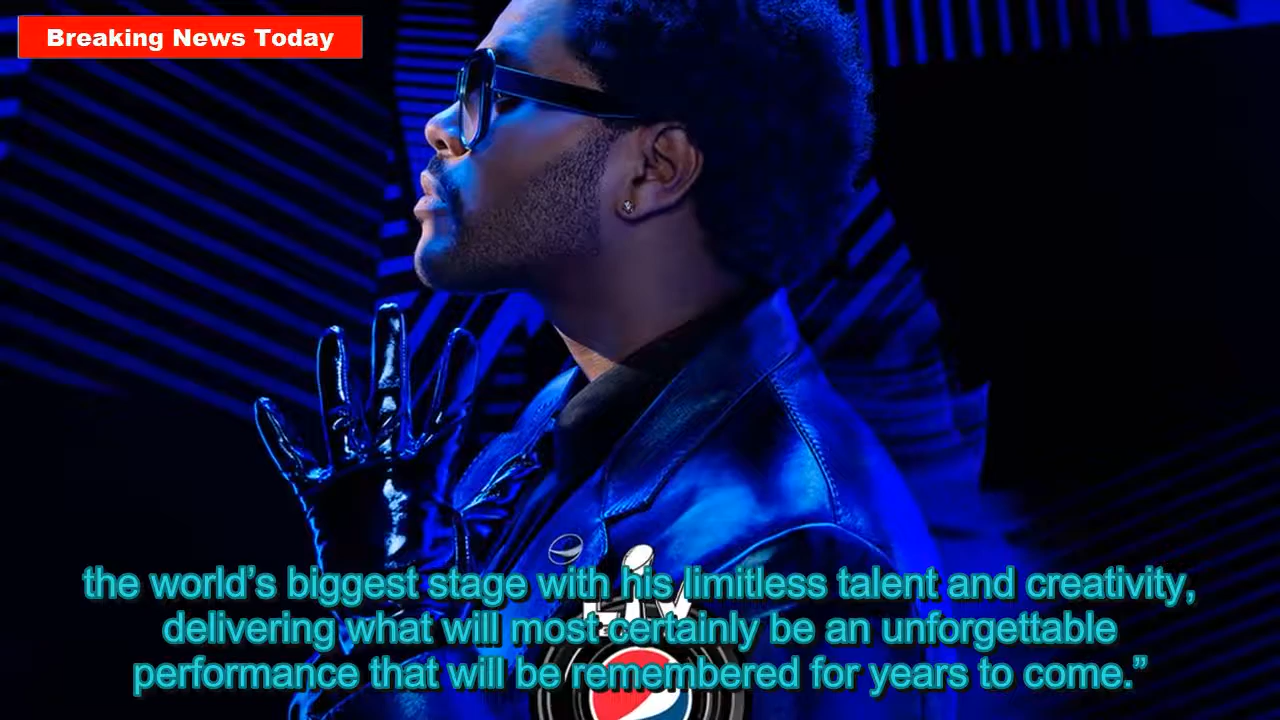 Breaking News Today
the world’s biggest stage with his limitless talent and creativity,
delivering what will most certainly be an unforgettable
performance that will be remembered for years to come.”